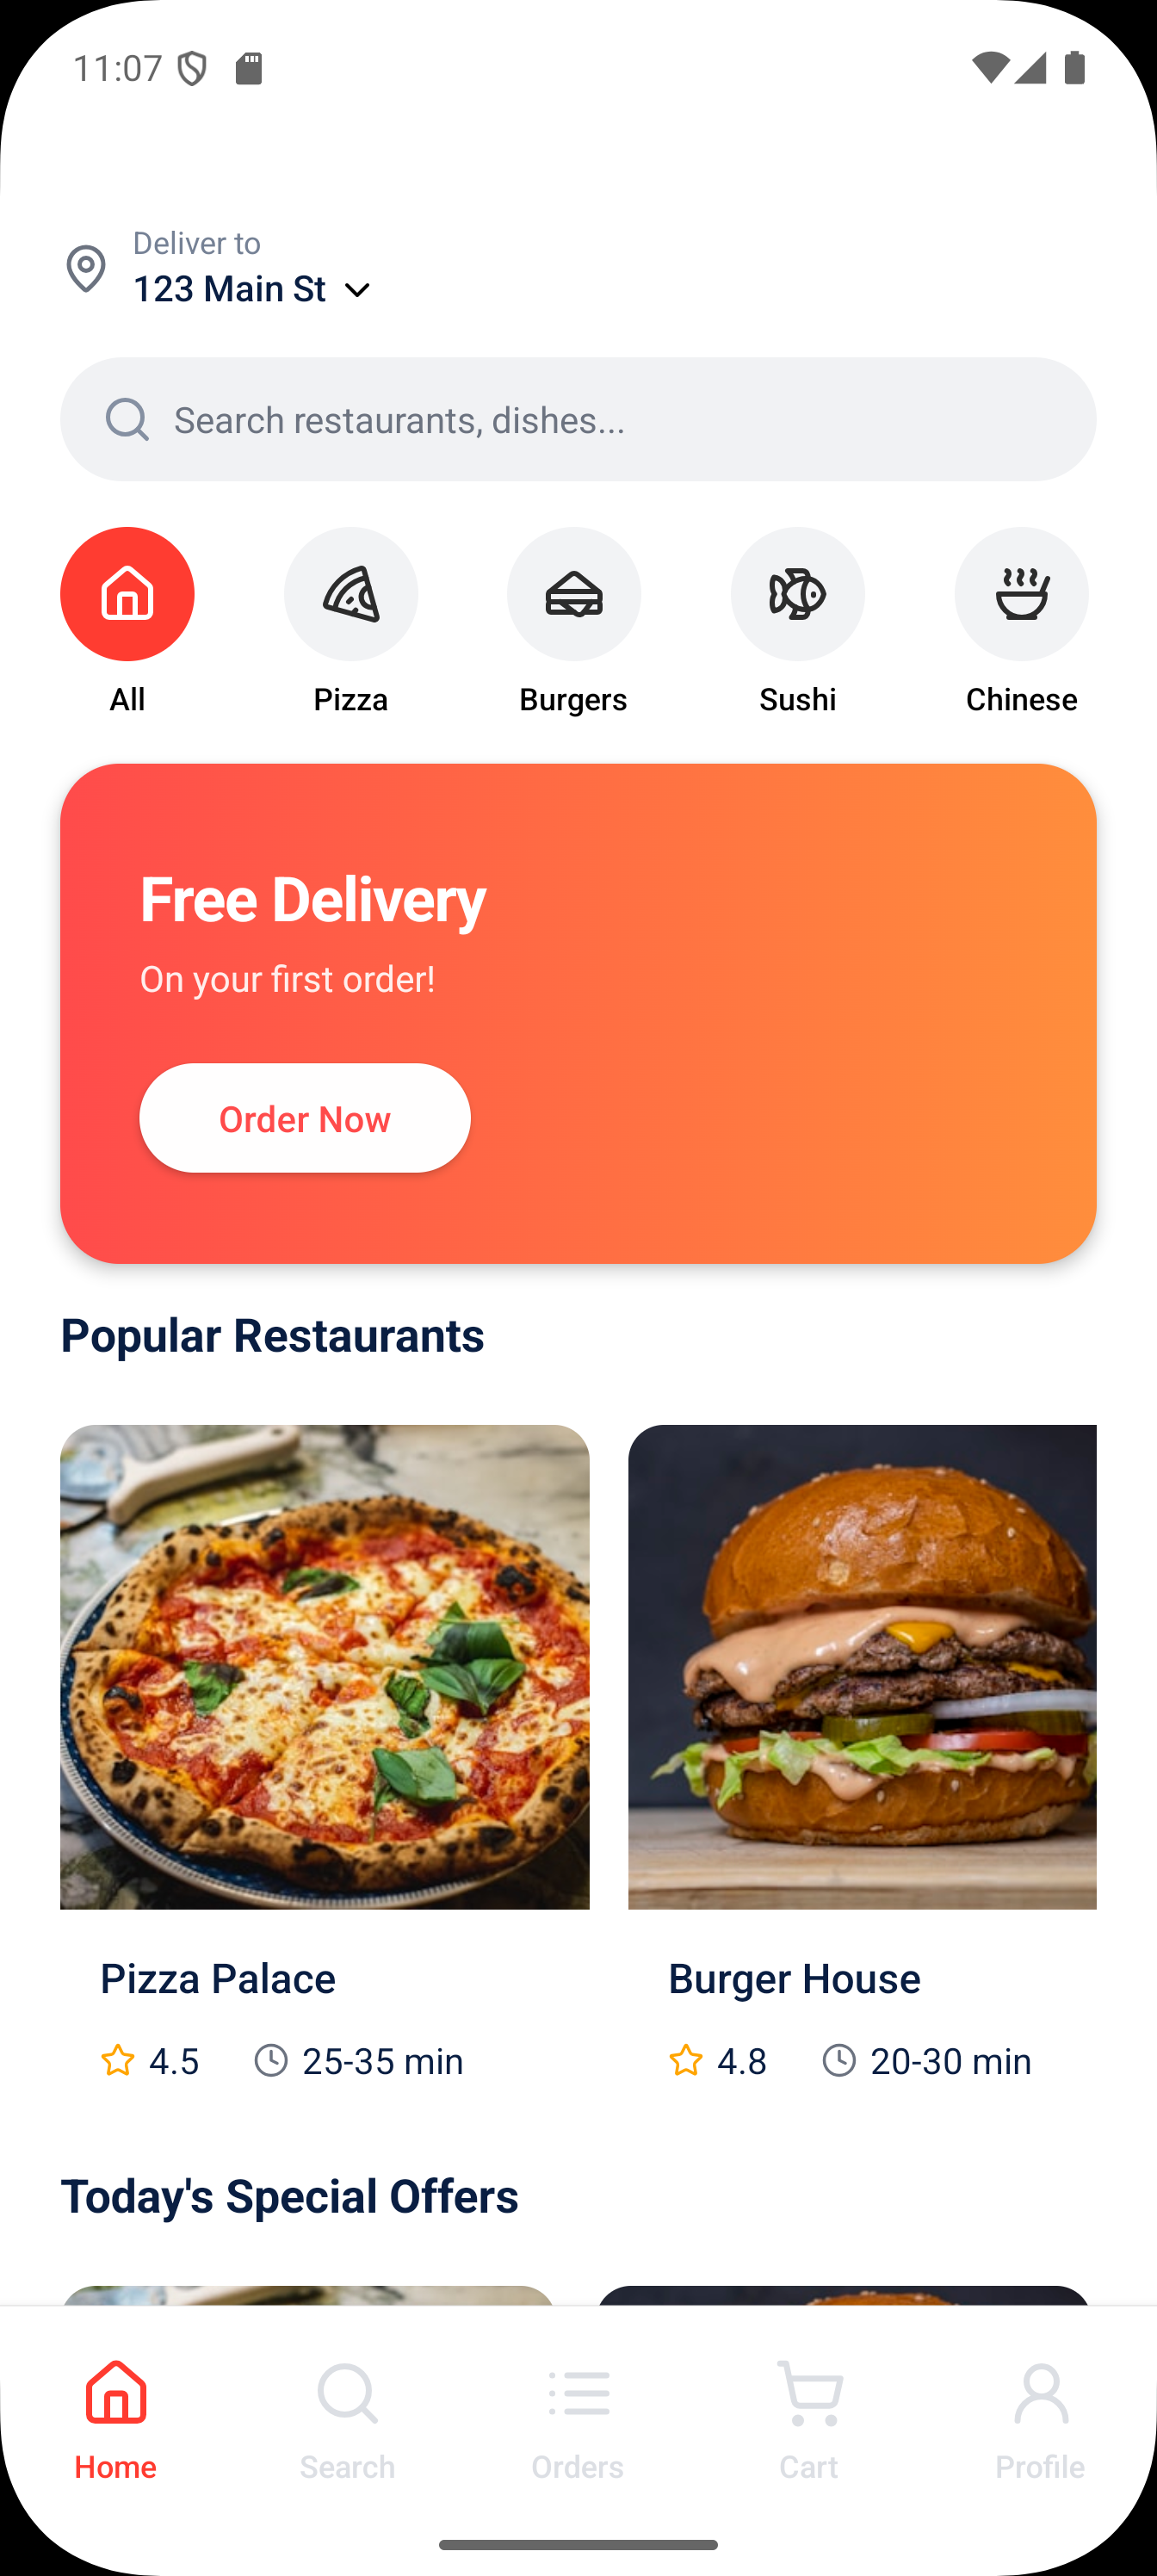 11:07
Deliver to
123 Main St
Search restaurants, dishes...
All Pizza Burgers Sushi Chinese
Free Delivery
On your first order!
Order Now
Popular Restaurants
Pizza Palace Burger House
4.5 25-35 min 4.8 20-30 min
Today's Special Offers
Home Search Orders Cart Profile